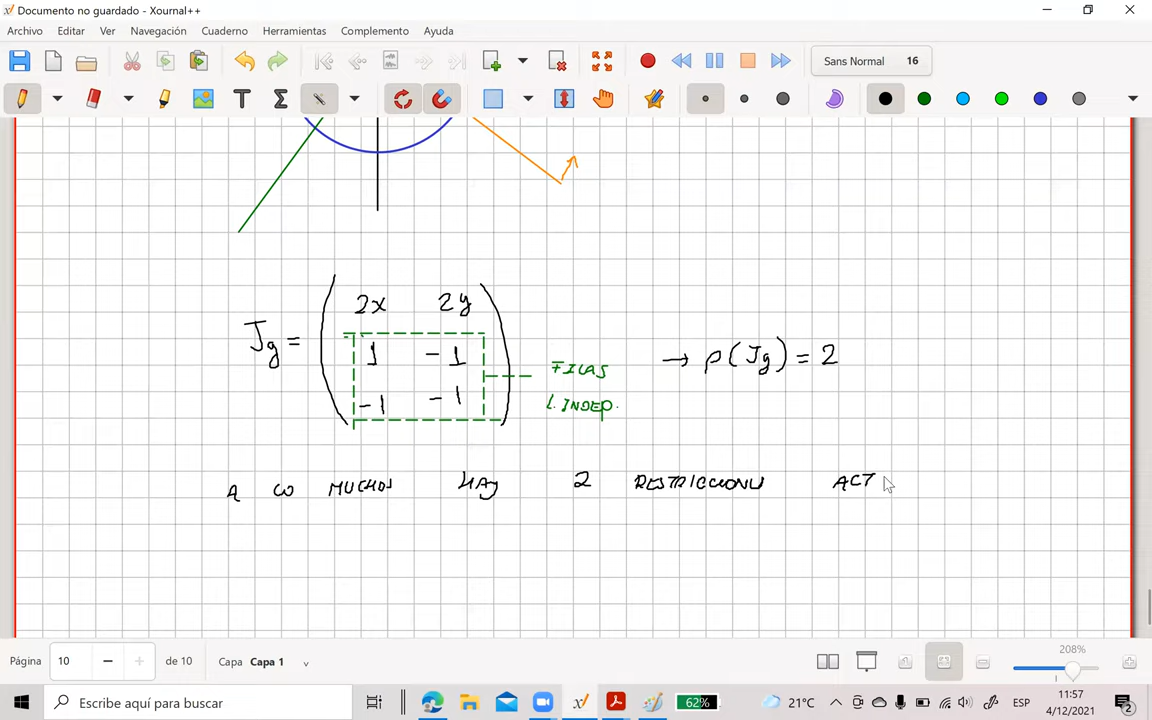 Documento no guardado - Xournal++
Archivo Editar Ver Navegación Cuaderno Herramientas Complemento Ayuda
Sans Normal 16
2x 2y
Jg = 1 -1 → ρ(Jg) = 2
-1 -1
FILAS
L. INDEP.
A LO MUCHOS HAY 2 RESTRICCIONES ACT
Página 10 de 10 Capa Capa 1 208%
Escribe aquí para buscar 62% 21°C ESP 11:57
4/12/2021 2